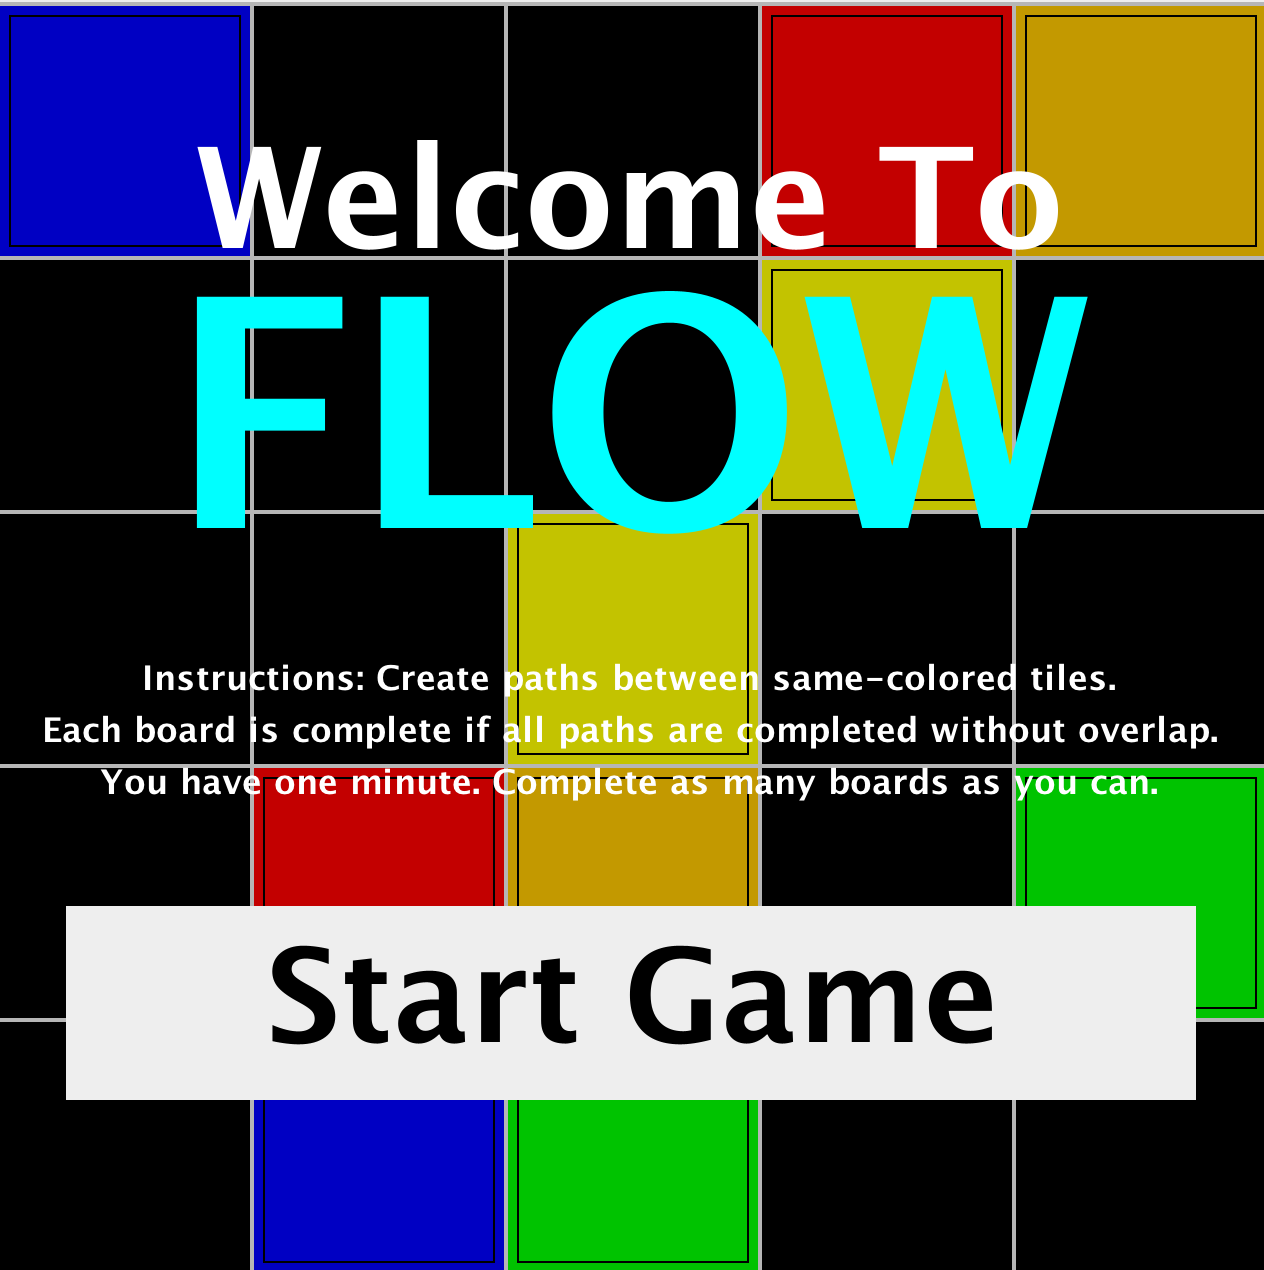 Welcome To
FLOW
Instructions: Create paths between same-colored tiles.
Each board is complete if all paths are completed without overlap.
You have one minute. Complete as many boards as you can.
Start Game